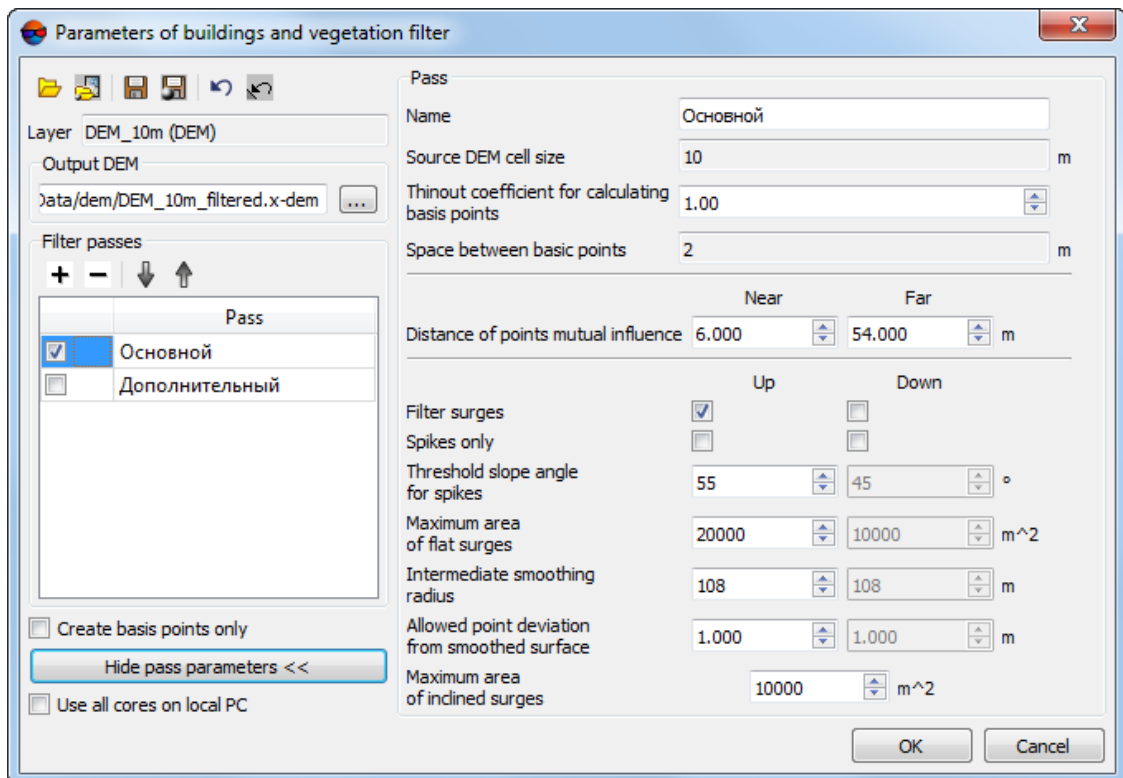 Parameters of buildings and vegetation filter
Layer DEM_10m (DEM)
Output DEM
Data/dem/DEM_10m_filtered.x-dem ...
Filter passes
Pass
Основной
Дополнительный
Create basis points only
Hide pass parameters <<
Use all cores on local PC
Pass
Name Основной
Source DEM cell size 10 m
Thinout coefficient for calculating
basis points 1.00
Space between basic points 2 m
Near Far
Distance of points mutual influence 6.000 54.000 m
Up Down
Filter surges
Spikes only
Threshold slope angle
for spikes 55 45 °
Maximum area
of flat surges 20000 10000 m^2
Intermediate smoothing
radius 108 108 m
Allowed point deviation
from smoothed surface 1.000 1.000 m
Maximum area
of inclined surges 10000 m^2
OK Cancel